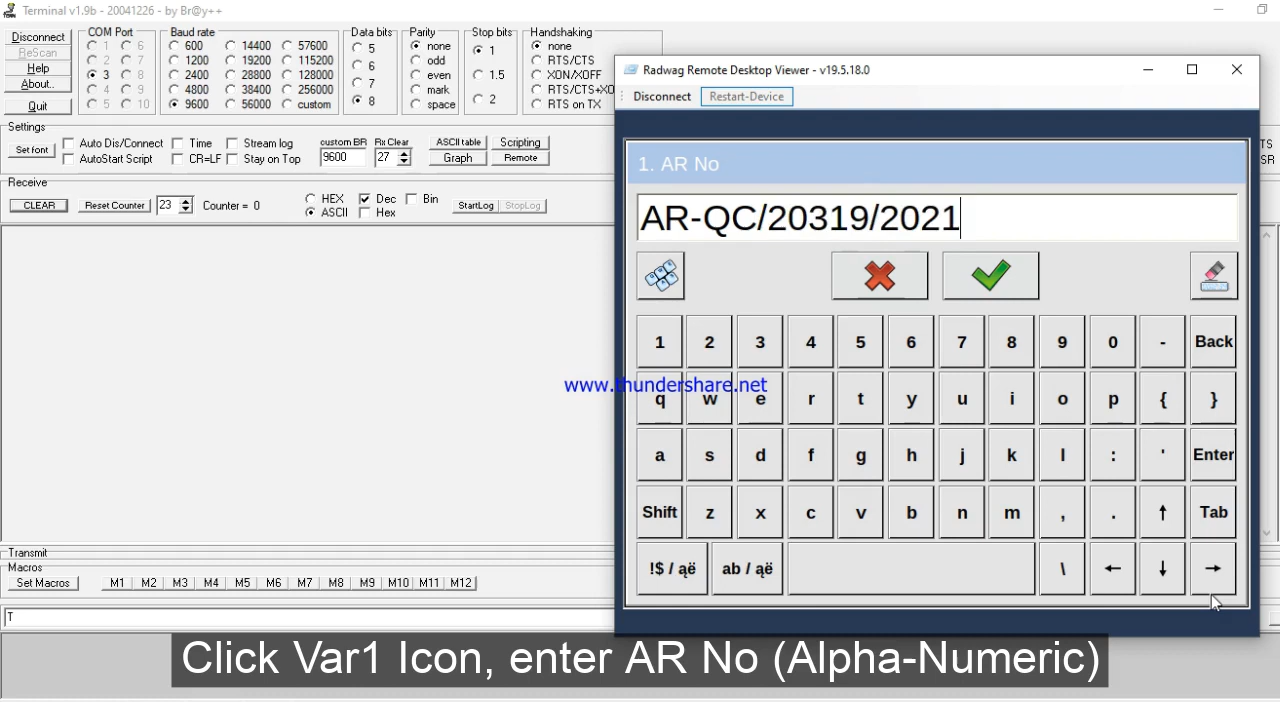 Terminal v1.9b - 20041226 - by Br@y++
Disconnect
ReScan
Help
About..
Quit
COM Port
1 6
2 7
3 8
4 9
5 10
Baud rate
600 14400 57600
1200 19200 115200
2400 28800 128000
4800 38400 256000
9600 56000 custom
Data bits
5
6
7
8
Parity
none
odd
even
mark
space
Stop bits
1
1.5
2
Handshaking
none
RTS/CTS
XON/XOFF
RTS/CTS+XO
RTS on TX
Settings
Set font
Auto Dis/Connect Time Stream log
AutoStart Script CR=LF Stay on Top
custom BR Rx Clear
9600 27
ASCII table Scripting
Graph Remote
TS
SR
Receive
CLEAR Reset Counter 23 Counter = 0
HEX Dec Bin
ASCII Hex
StartLog StopLog
Transmit
Macros
Set Macros M1 M2 M3 M4 M5 M6 M7 M8 M9 M10 M11 M12
T
Radwag Remote Desktop Viewer - v19.5.18.0
Disconnect Restart-Device
1. AR No
AR-QC/20319/2021
1 2 3 4 5 6 7 8 9 0 - Back
www.thundershare.net
q w e r t y u i o p { }
a s d f g h j k l : ' Enter
Shift z x c v b n m , . ↑ Tab
!$ / ąë ab / ąë \ ← ↓ →
Click Var1 Icon, enter AR No (Alpha-Numeric)